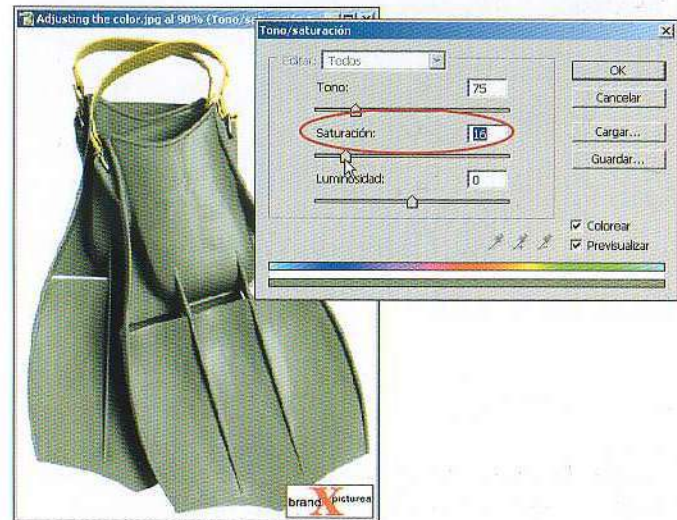 Adjusting the color.jpg al 90% (Tono/sa
Tono/saturación
Editar: Todos
Tono: 75
Saturación: 16
Luminosidad: 0
OK
Cancelar
Cargar...
Guardar...
Colorear
Previsualizar
brand X pictures